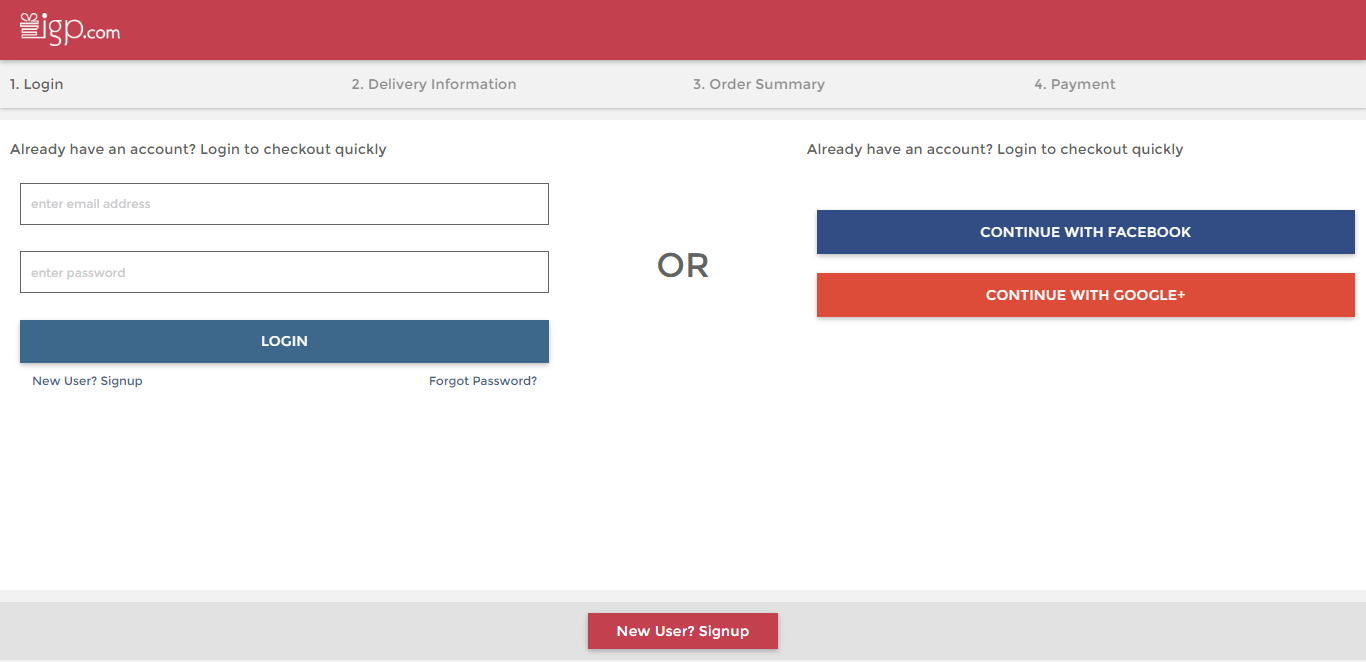 igp.com
1. Login
2. Delivery Information
3. Order Summary
4. Payment
Already have an account? Login to checkout quickly
enter email address
enter password
LOGIN
New User? Signup
Forgot Password?
OR
Already have an account? Login to checkout quickly
CONTINUE WITH FACEBOOK
CONTINUE WITH GOOGLE+
New User? Signup